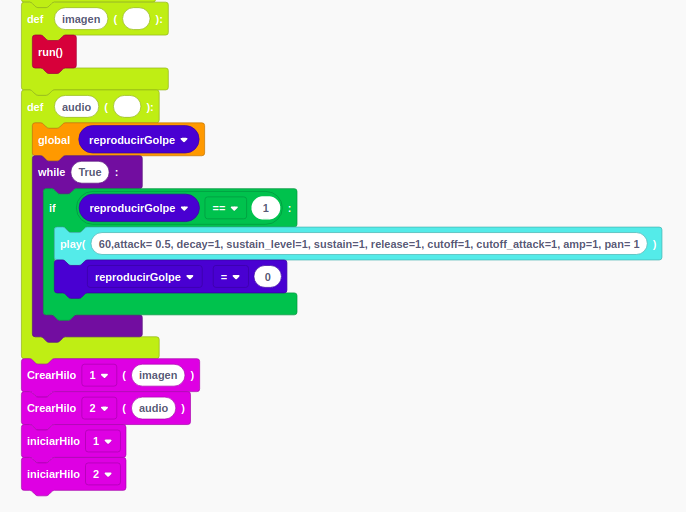 def imagen ( ):
run()
def audio ( ):
global reproducirGolpe
while True :
if reproducirGolpe == 1 :
play( 60,attack= 0.5, decay=1, sustain_level=1, sustain=1, release=1, cutoff=1, cutoff_attack=1, amp=1, pan= 1 )
reproducirGolpe = 0
CrearHilo 1 ( imagen )
CrearHilo 2 ( audio )
iniciarHilo 1
iniciarHilo 2